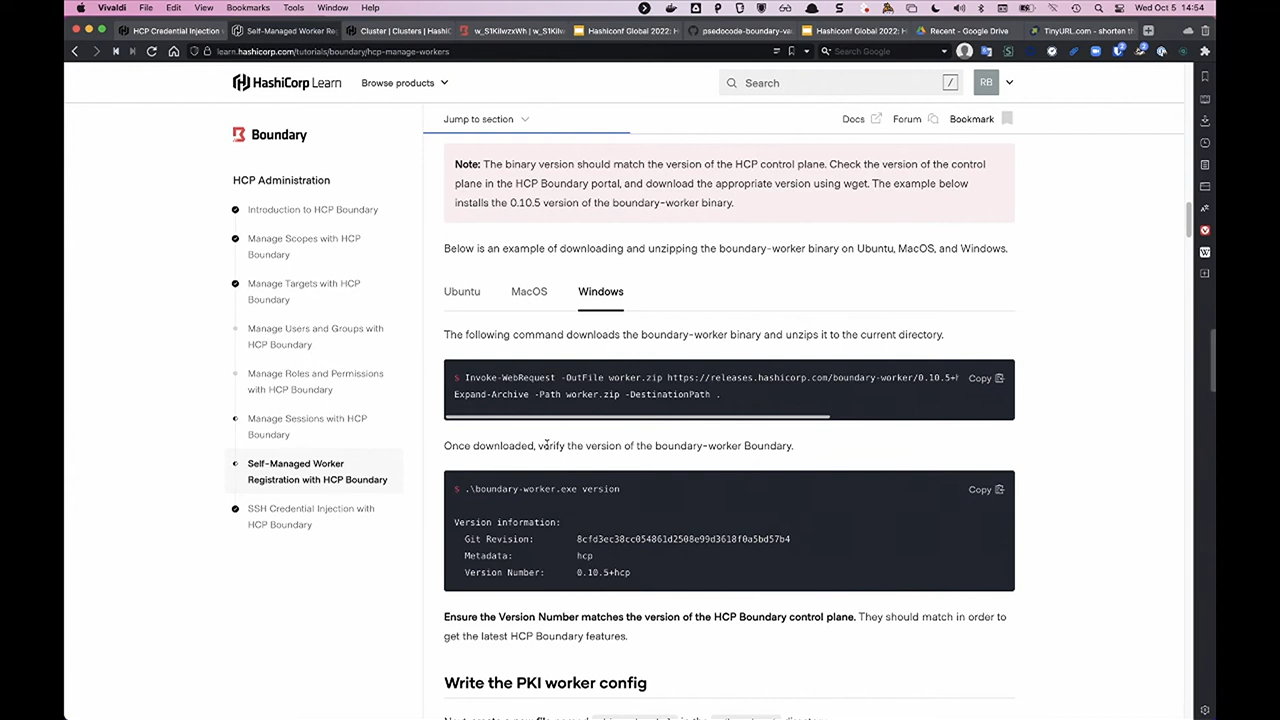 Vivaldi File Edit View Bookmarks Tools Window Help
Wed Oct 5 14:54
HCP Credential Injection
Self-Managed Worker Re
Cluster | Clusters | Hashi
w_S1KilwzxWh | w_S1Kil
Hashiconf Global 2022: H
psedocode-boundary-va
Hashiconf Global 2022: H
Recent - Google Drive
TinyURL.com - shorten th
learn.hashicorp.com/tutorials/boundary/hcp-manage-workers
Search Google
HashiCorp Learn
Browse products
Search
/
RB
Jump to section
Docs
Forum
Bookmark
Boundary
HCP Administration
Introduction to HCP Boundary
Manage Scopes with HCP
Boundary
Manage Targets with HCP
Boundary
Manage Users and Groups with
HCP Boundary
Manage Roles and Permissions
with HCP Boundary
Manage Sessions with HCP
Boundary
Self-Managed Worker
Registration with HCP Boundary
SSH Credential Injection with
HCP Boundary
Note: The binary version should match the version of the HCP control plane. Check the version of the control
plane in the HCP Boundary portal, and download the appropriate version using wget. The example below
installs the 0.10.5 version of the boundary-worker binary.
Below is an example of downloading and unzipping the boundary-worker binary on Ubuntu, MacOS, and Windows.
Ubuntu MacOS Windows
The following command downloads the boundary-worker binary and unzips it to the current directory.
$ Invoke-WebRequest -OutFile worker.zip https://releases.hashicorp.com/boundary-worker/0.10.5+h
Copy
Expand-Archive -Path worker.zip -DestinationPath .
Once downloaded, verify the version of the boundary-worker Boundary.
$ .\boundary-worker.exe version
Copy
Version information:
Git Revision: 8cfd3ec38cc054861d2508e99d3618f0a5bd57b4
Metadata: hcp
Version Number: 0.10.5+hcp
Ensure the Version Number matches the version of the HCP Boundary control plane. They should match in order to
get the latest HCP Boundary features.
Write the PKI worker config